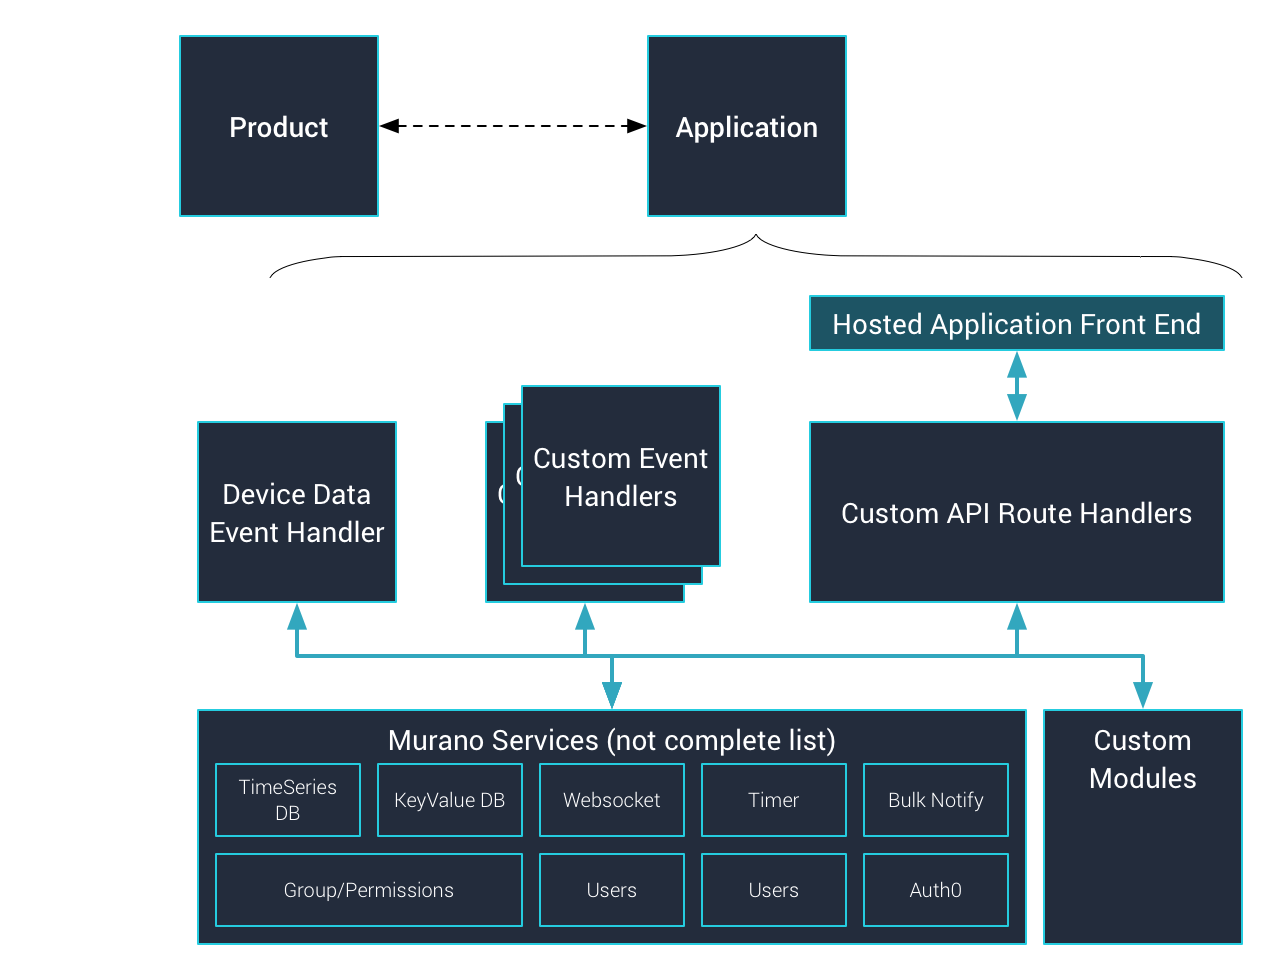 Product
Application
Hosted Application Front End
Device Data
Event Handler
Custom Event
Handlers
Custom API Route Handlers
Murano Services (not complete list)
TimeSeries
DB
KeyValue DB
Websocket
Timer
Bulk Notify
Group/Permissions
Users
Users
Auth0
Custom
Modules